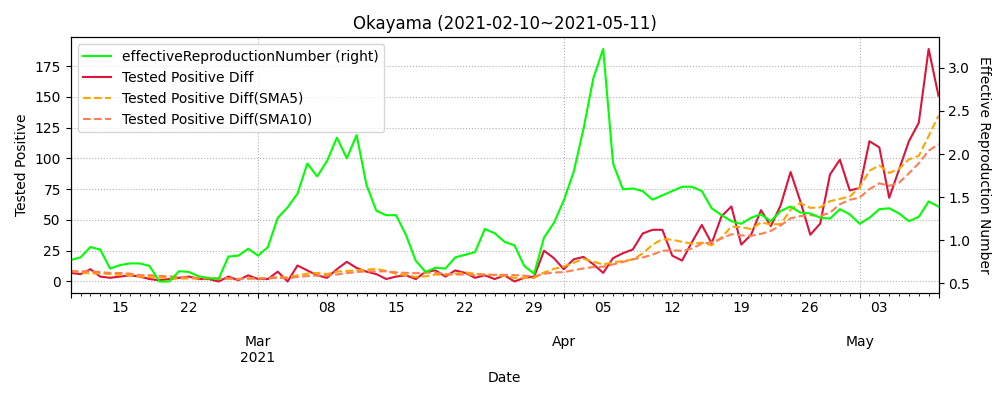 Okayama (2021-02-10~2021-05-11)
effectiveReproductionNumber (right)
Tested Positive Diff
Tested Positive Diff(SMA5)
Tested Positive Diff(SMA10)
Tested Positive
175
150
125
100
75
50
25
0
3.0
2.5
2.0
1.5
1.0
0.5
Effective Reproduction Number
15 22 08 15 22 29 05 12 19 26 03
Mar Apr May
2021
Date